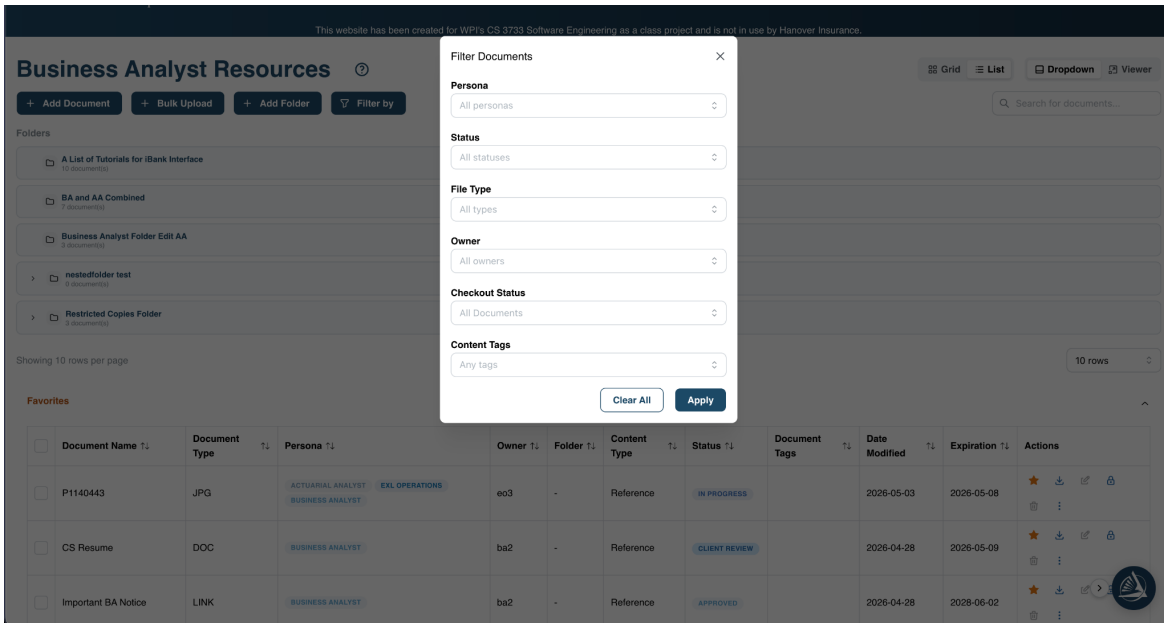 This website has been created for WPI's CS 3733 Software Engineering as a class project and is not in use by Hanover Insurance.
Business Analyst Resources
Grid List Dropdown Viewer
+ Add Document + Bulk Upload + Add Folder Filter by
Search for documents...
Folders
A List of Tutorials for iBank Interface
10 document(s)
BA and AA Combined
7 document(s)
Business Analyst Folder Edit AA
3 document(s)
nestedfolder test
0 document(s)
Restricted Copies Folder
3 document(s)
Showing 10 rows per page
10 rows
Filter Documents
Persona
All personas
Status
All statuses
File Type
All types
Owner
All owners
Checkout Status
All Documents
Content Tags
Any tags
Clear All Apply
Favorites
Document Name Document Type Persona Owner Folder Content Type Status Document Tags Date Modified Expiration Actions
P1140443 JPG ACTUARIAL ANALYST EXL OPERATIONS BUSINESS ANALYST eo3 - Reference IN PROGRESS 2026-05-03 2026-05-08
CS Resume DOC BUSINESS ANALYST ba2 - Reference CLIENT REVIEW 2026-04-28 2026-05-09
Important BA Notice LINK BUSINESS ANALYST ba2 - Reference APPROVED 2026-04-28 2028-06-02